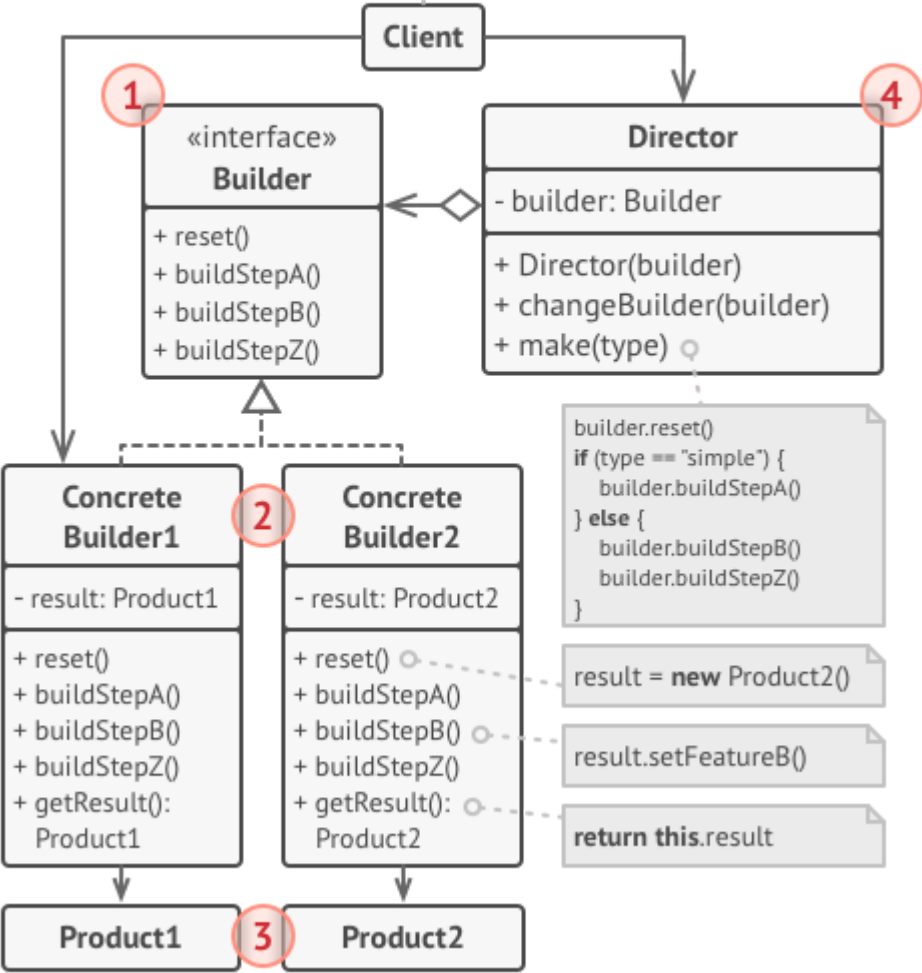 Client
1
«interface»
Builder
+ reset()
+ buildStepA()
+ buildStepB()
+ buildStepZ()
4
Director
- builder: Builder
+ Director(builder)
+ changeBuilder(builder)
+ make(type)
builder.reset()
if (type == "simple") {
builder.buildStepA()
} else {
builder.buildStepB()
builder.buildStepZ()
}
Concrete
Builder1
- result: Product1
+ reset()
+ buildStepA()
+ buildStepB()
+ buildStepZ()
+ getResult():
Product1
2
Concrete
Builder2
- result: Product2
+ reset()
+ buildStepA()
+ buildStepB()
+ buildStepZ()
+ getResult():
Product2
result = new Product2()
result.setFeatureB()
return this.result
Product1
3
Product2